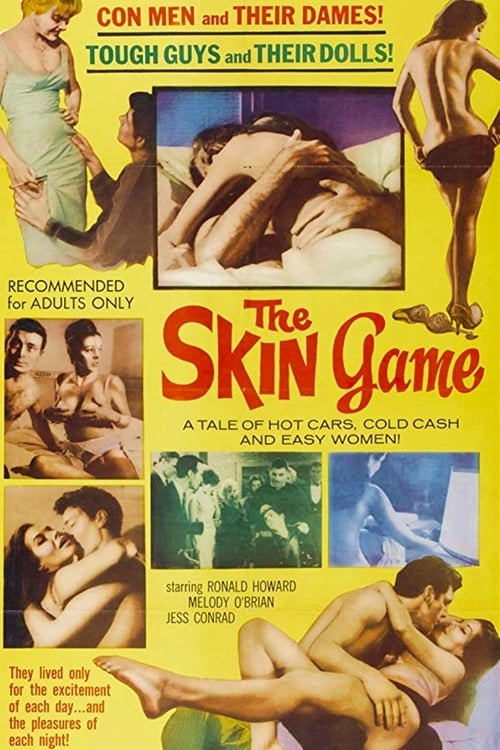 CON MEN and THEIR DAMES!
TOUGH GUYS and THEIR DOLLS!
RECOMMENDED
for ADULTS ONLY
The
SKIN Game
A TALE OF HOT CARS, COLD CASH
AND EASY WOMEN!
starring RONALD HOWARD
MELODY O'BRIAN
JESS CONRAD
They lived only
for the excitement
of each day...and
the pleasures of
each night!